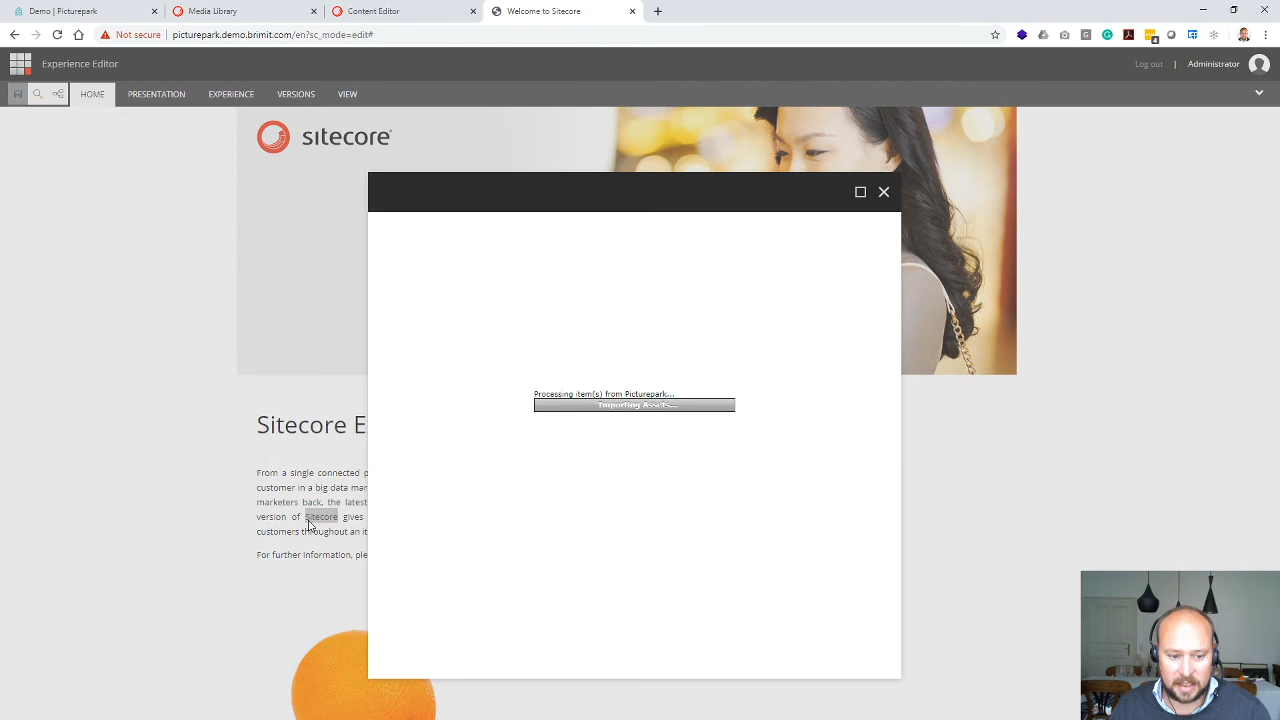 Demo | Picturepark
Media Library
Content Editor
Welcome to Sitecore
Not secure
picturepark.demo.brimit.com/en?sc_mode=edit#
4
Experience Editor
Log out
|
Administrator
HOME
PRESENTATION
EXPERIENCE
VERSIONS
VIEW
sitecore
Processing item(s) from Picturepark...
Importing Assets...
Sitecore E
From a single connected p
customer in a big data mar
marketers back, the latest
version of Sitecore gives
customers throughout an it
For further information, ple